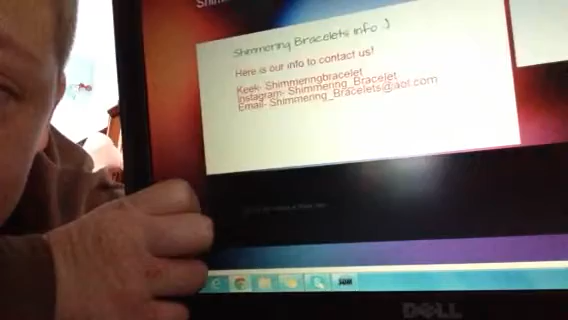 Shimmering Bracelets Info :)
Here is our info to contact us!
Keek- Shimmeringbracelet
Instagram- Shimmering_Bracelet
Email- Shimmering_Bracelets@aol.com
DELL